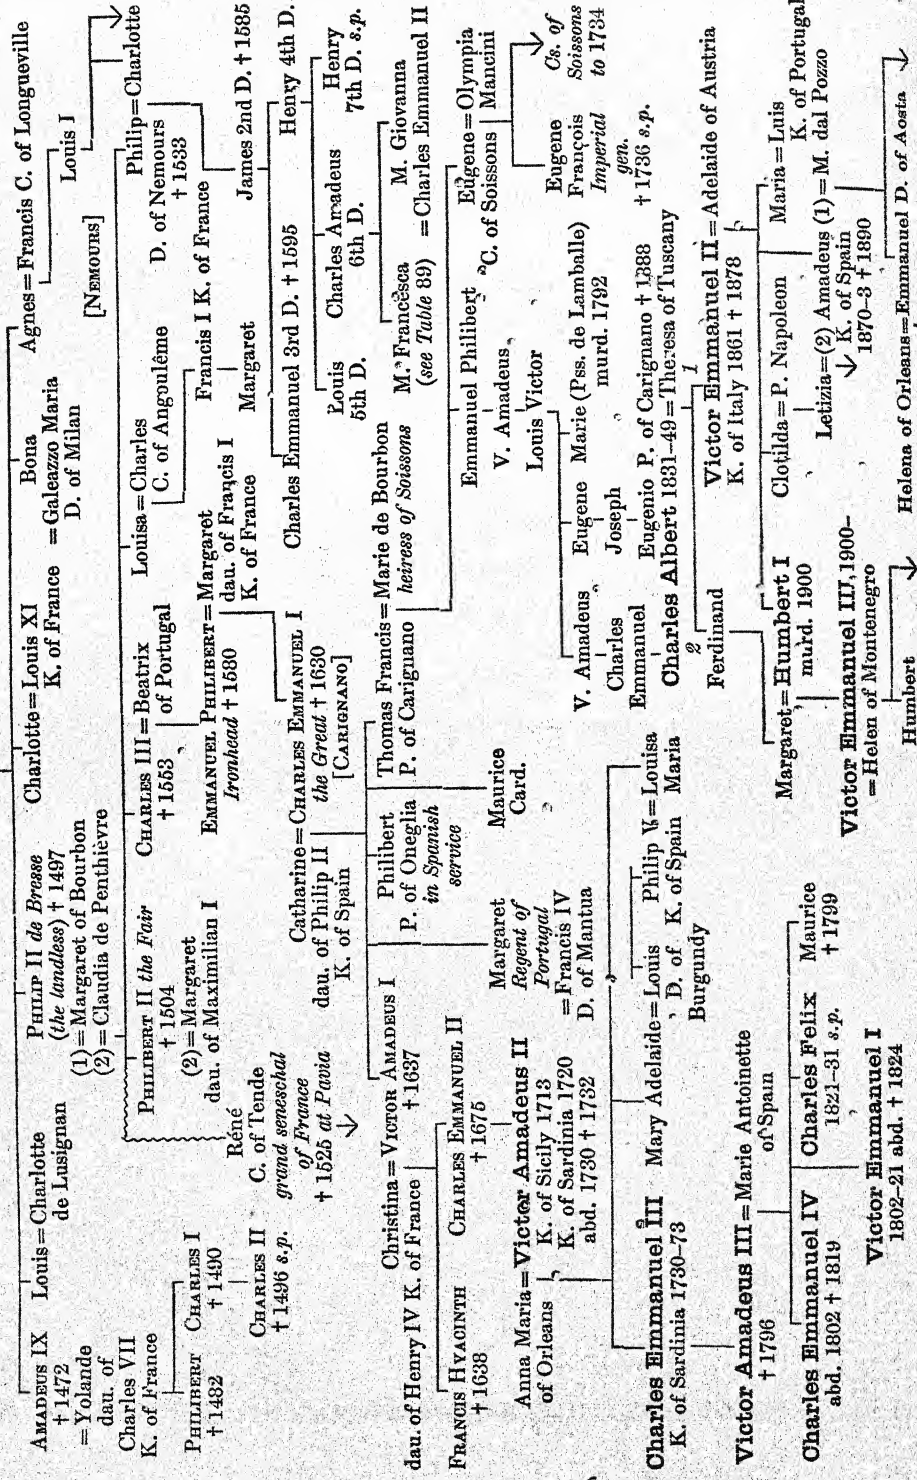 AMADEUS IX
† 1472
= Yolande
dau. of
Charles VII
K. of France
Louis = Charlotte
de Lusignan
PHILIP II de Bresse
(the landless) † 1497
(1) = Margaret of Bourbon
(2) = Claudia de Penthièvre
Charlotte = Louis XI
K. of France
Bona
= Galeazzo Maria
D. of Milan
Agnes = Francis C. of Longueville
Louis I
[NEMOURS]
PHILIBERT
† 1482
CHARLES I
† 1490
CHARLES II
† 1496 s.p.
Réné
C. of Tende
grand seneschal
of France
† 1525 at Pavia
PHILIBERT II the Fair
† 1504
(2) = Margaret
dau. of Maximilian I
CHARLES III = Beatrix
† 1553
of Portugal
Louisa = Charles
C. of Angoulême
Philip = Charlotte
D. of Nemours
† 1533
Francis I K. of France
EMMANUEL PHILIBERT = Margaret
Ironhead † 1580
dau. of Francis I
K. of France
Margaret
James 2nd D. † 1585
Charles Emmanuel 3rd D. † 1595
Henry 4th D.
Catharine = CHARLES EMMANUEL I
dau. of Philip II
K. of Spain
the Great † 1630
[CARIGNANO]
Louis
5th D.
Charles Amadeus
6th D.
Henry
7th D. s.p.
M. Francesca
(see Table 89)
M. Giovanna
= Charles Emmanuel II
Christina = VICTOR AMADEUS I
dau. of Henry IV K. of France
† 1637
Philibert
P. of Oneglia
in Spanish
service
Thomas Francis = Marie de Bourbon
P. of Carignano
heiress of Soissons
Margaret
Regent of
Portugal
= Francis IV
D. of Mantua
Maurice
Card.
FRANCIS HYACINTH
† 1638
CHARLES EMMANUEL II
† 1675
Emmanuel Philibert
Eugene = Olympia
C. of Soissons
Mancini
V. Amadeus
Louis Victor
Eugene
François
Imperial
gen.
† 1736 s.p.
Cs. of
Soissons
to 1734
Anna Maria = Victor Amadeus II
of Orleans
K. of Sicily 1713
K. of Sardinia 1720
abd. 1730 † 1732
V. Amadeus
Eugene
Marie (Pss. de Lamballe)
murd. 1792
Charles
Emmanuel
Joseph
Eugenio P. of Carignano † 1888
Charles Albert 1831-49 = Theresa of Tuscany
Charles Emmanuel III
K. of Sardinia 1730-73
Mary Adelaide = Louis
D. of
Burgundy
Philip V = Louisa
K. of Spain
Maria
2
Ferdinand
1
Victor Emmanuel II = Adelaide of Austria
K. of Italy 1861 † 1878
Victor Amadeus III = Marie Antoinette
† 1796
of Spain
Margaret = Humbert I
murd. 1900
Clotilda = P. Napoleon
Maria = Luis
K. of Portugal
Letizia = (2) Amadeus (1) = M. dal Pozzo
K. of Spain
1870-3 † 1890
Charles Emmanuel IV
abd. 1802 † 1819
Charles Felix
1821-31 s.p.
Maurice
† 1799
Victor Emmanuel III, 1900-
= Helen of Montenegro
Victor Emmanuel I
1802-21 abd. † 1824
Humbert
Helena of Orleans = Emmanuel D. of Aosta